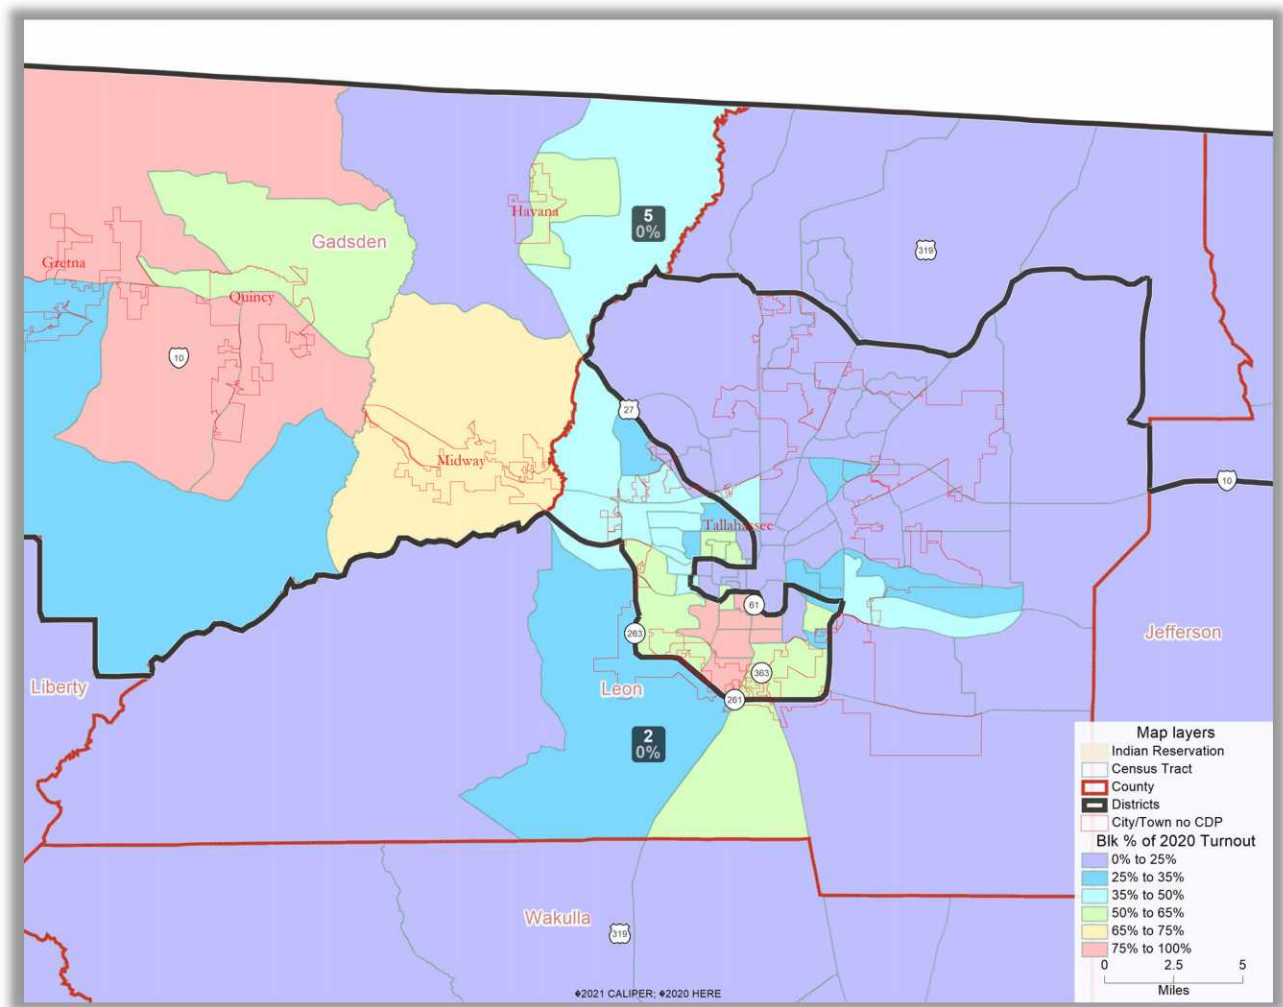 Havana
5
0%
319
Gadsden
Gretna
Quincy
10
27
Midway
10
Tallahassee
61
263
Jefferson
363
Liberty
Leon
261
2
0%
Map layers
Indian Reservation
Census Tract
County
Districts
City/Town no CDP
Blk % of 2020 Turnout
0% to 25%
25% to 35%
35% to 50%
50% to 65%
65% to 75%
75% to 100%
0 2.5 5
Miles
Wakulla
319
�2021 CALIPER; �2020 HERE